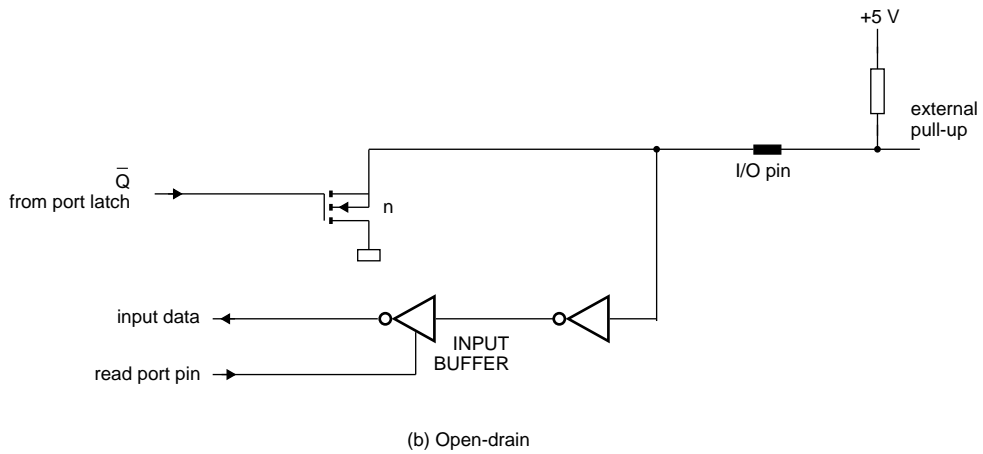 +5 V
external
pull-up
I/O pin
Q̅
from port latch
n
input data
INPUT
BUFFER
read port pin
(b) Open-drain